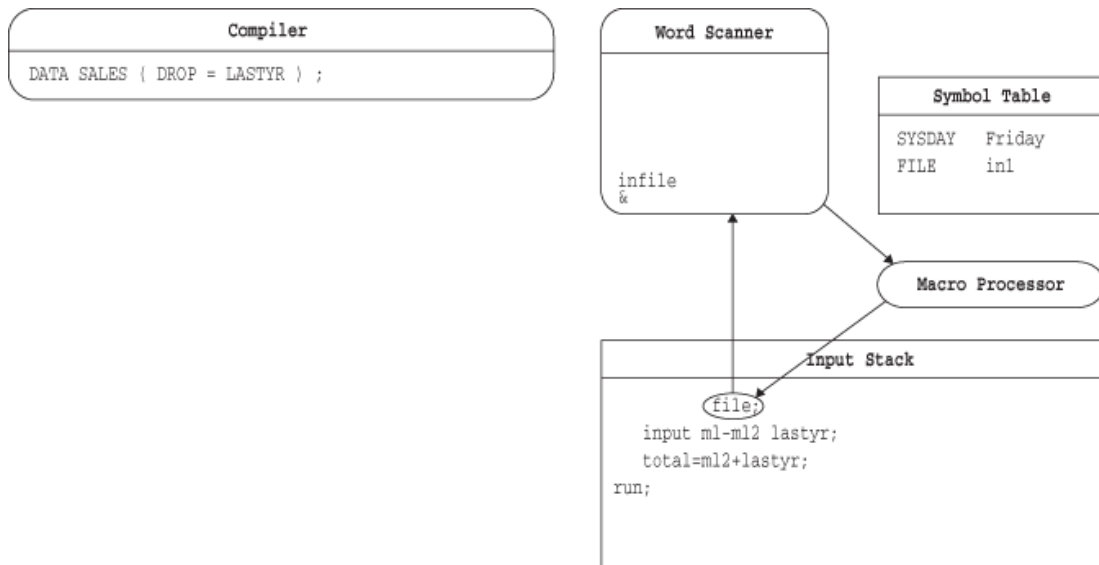 Compiler
DATA SALES ( DROP = LASTYR ) ;
Word Scanner
infile
&
Symbol Table
SYSDAY Friday
FILE in1
Macro Processor
Input Stack
file;
input m1-m12 lastyr;
total=m12+lastyr;
run;